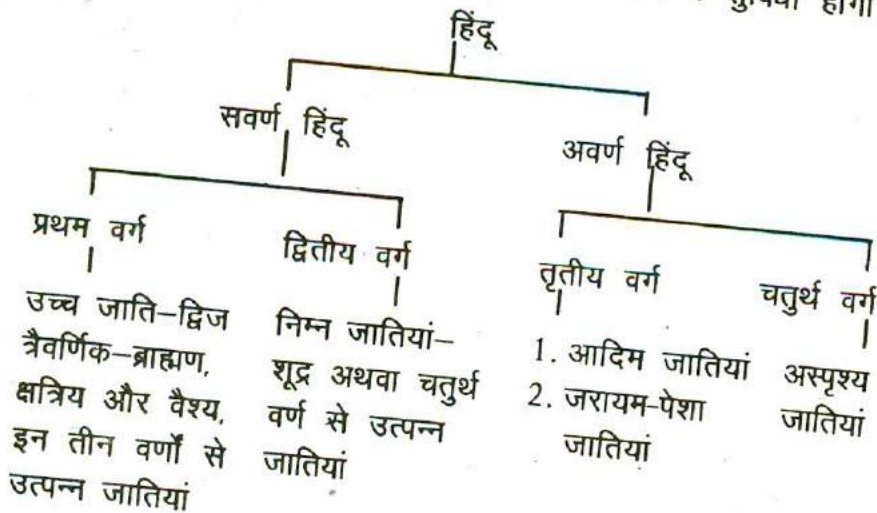 सुविधा होगी
हिंदू
सवर्ण हिंदू
अवर्ण हिंदू
प्रथम वर्ग
द्वितीय वर्ग
तृतीय वर्ग
चतुर्थ वर्ग
उच्च जाति-द्विज
त्रैवर्णिक-ब्राह्मण,
क्षत्रिय और वैश्य,
इन तीन वर्णों से
उत्पन्न जातियां
निम्न जातियां-
शूद्र अथवा चतुर्थ
वर्ण से उत्पन्न
जातियां
1. आदिम जातियां
2. जरायम-पेशा
जातियां
अस्पृश्य
जातियां